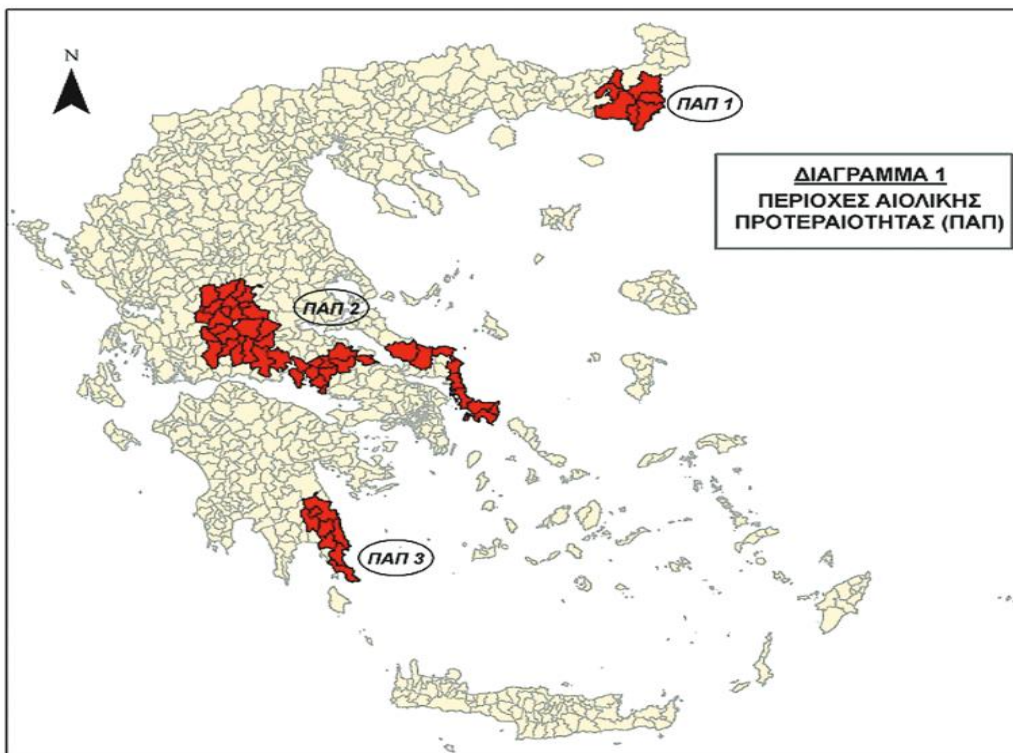 N
ΠΑΠ 1
ΔΙΑΓΡΑΜΜΑ 1
ΠΕΡΙΟΧΕΣ ΑΙΟΛΙΚΗΣ
ΠΡΟΤΕΡΑΙΟΤΗΤΑΣ (ΠΑΠ)
ΠΑΠ 2
ΠΑΠ 3